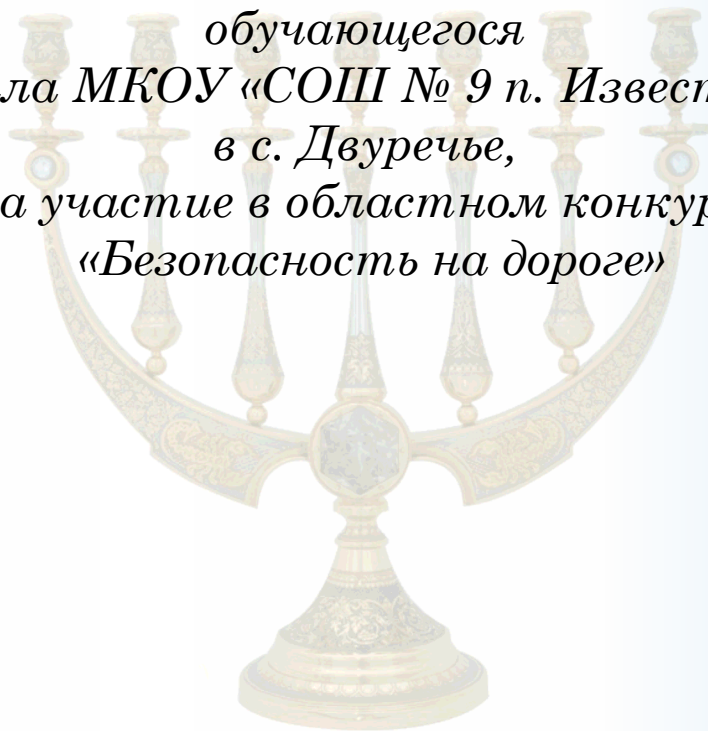 обучающегося
ла МКОУ «СОШ № 9 п. Извест
в с. Двуречье,
а участие в областном конкур
«Безопасность на дороге»